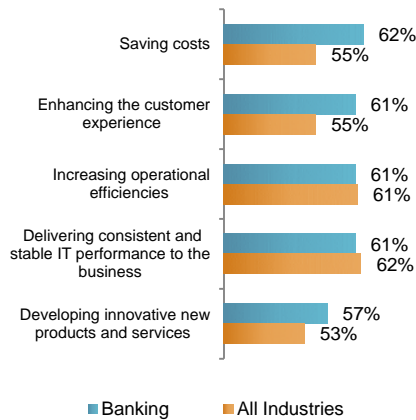 Saving costs
62%
55%
Enhancing the customer
experience
61%
55%
Increasing operational
efficiencies
61%
61%
Delivering consistent and
stable IT performance to the
business
61%
62%
Developing innovative new
products and services
57%
53%
Banking
All Industries